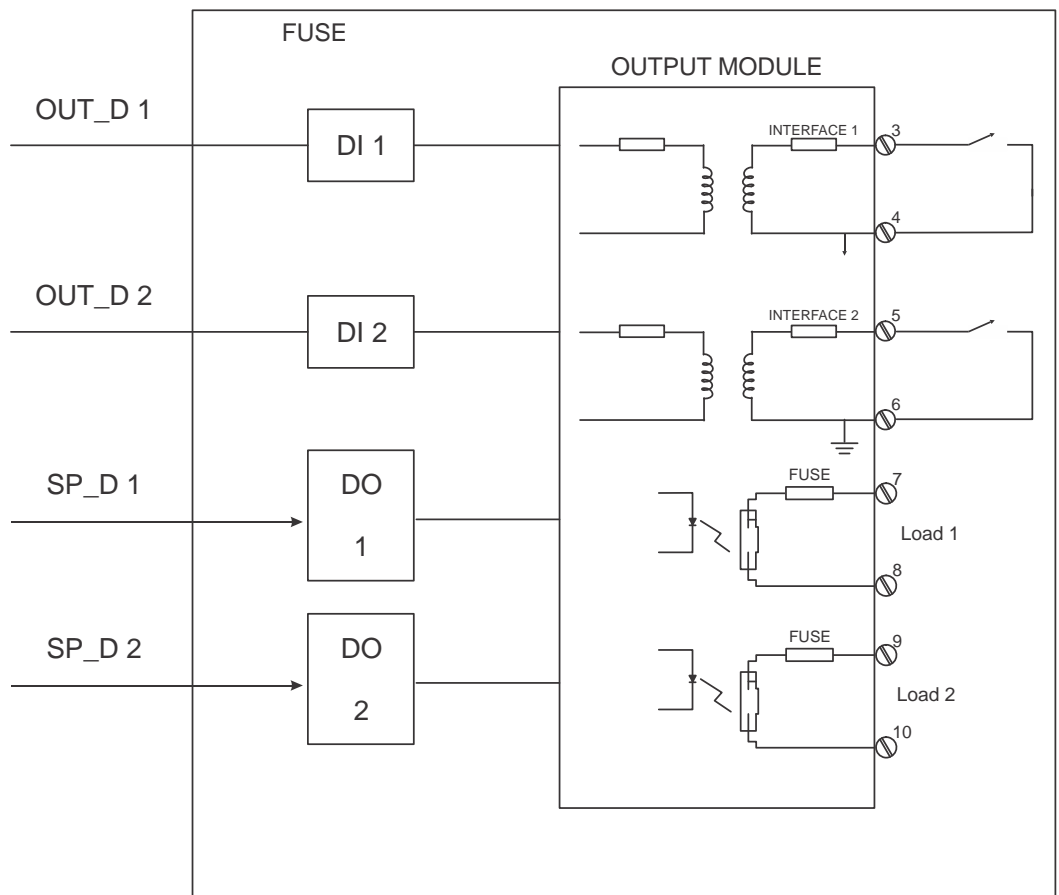 FUSE
OUTPUT MODULE
OUT_D 1
DI 1
INTERFACE 1
3
4
OUT_D 2
DI 2
INTERFACE 2
5
6
SP_D 1
DO
1
FUSE
7
Load 1
8
SP_D 2
DO
2
FUSE
9
Load 2
10